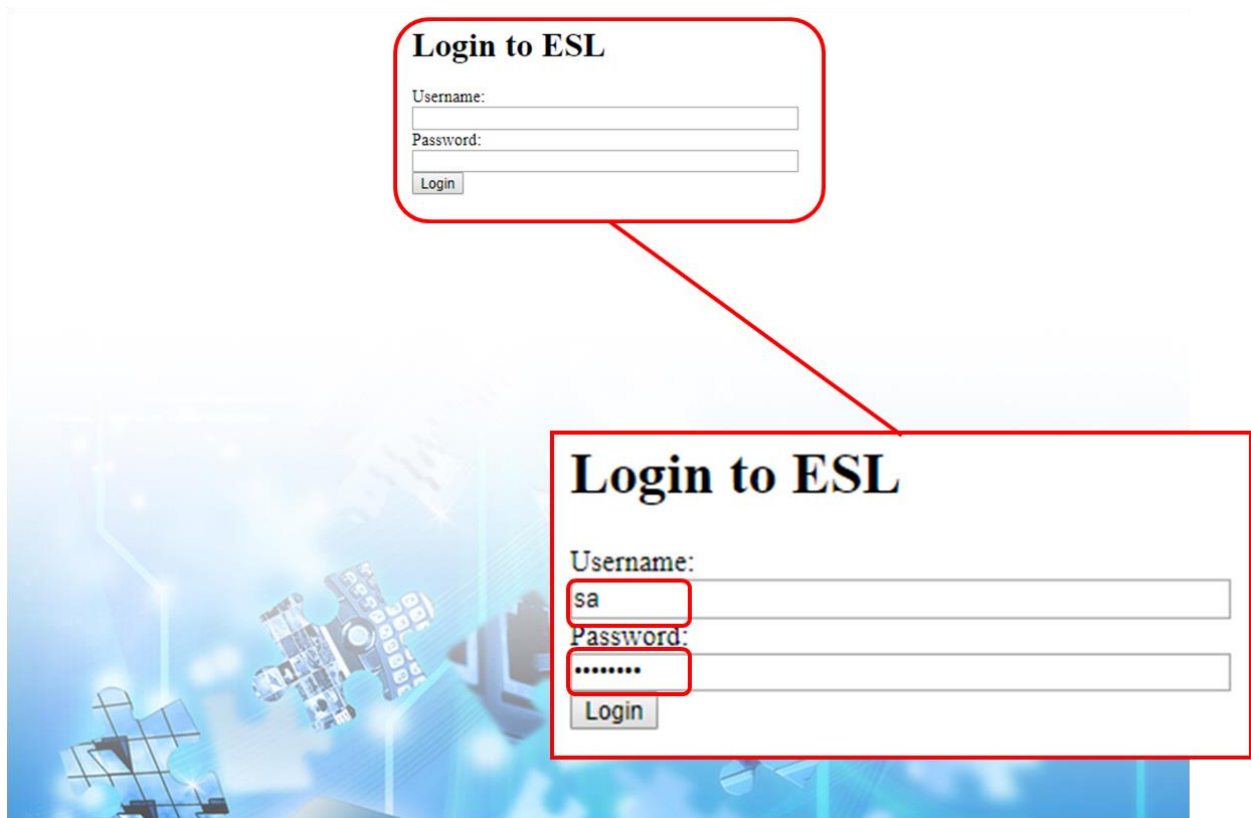 Login to ESL
Username:
Password:
Login
Login to ESL
Username:
sa
Password:
••••••••
Login